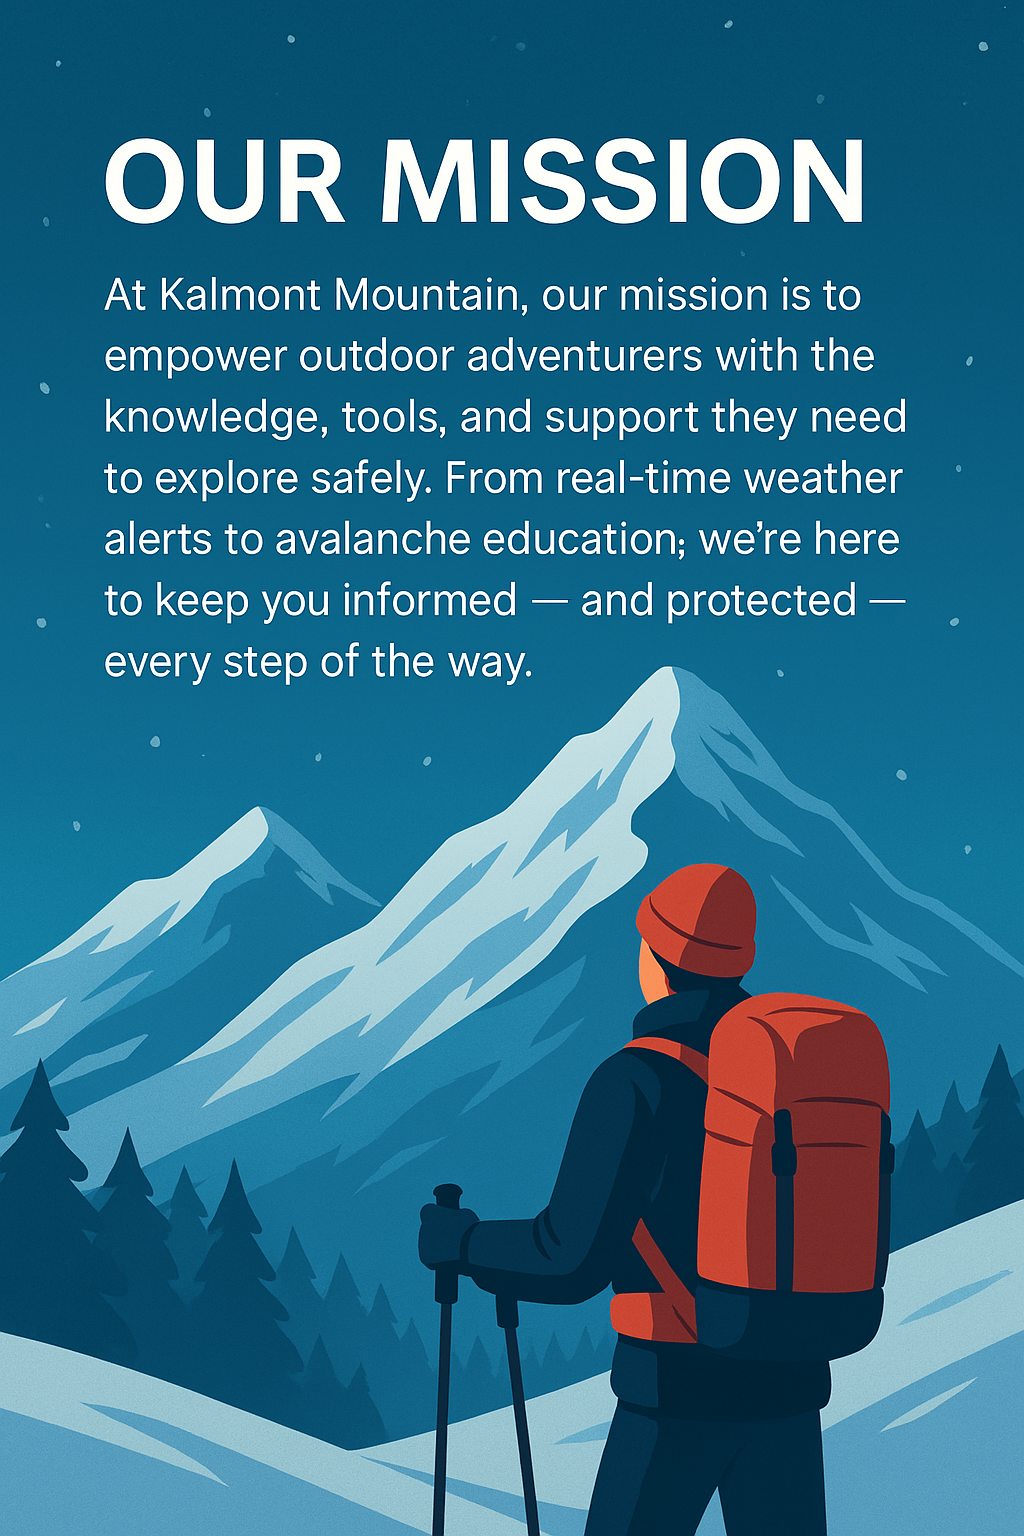 OUR MISSION
At Kalmont Mountain, our mission is to
empower outdoor adventurers with the
knowledge, tools, and support they need
to explore safely. From real-time weather
alerts to avalanche education; we’re here
to keep you informed — and protected —
every step of the way.